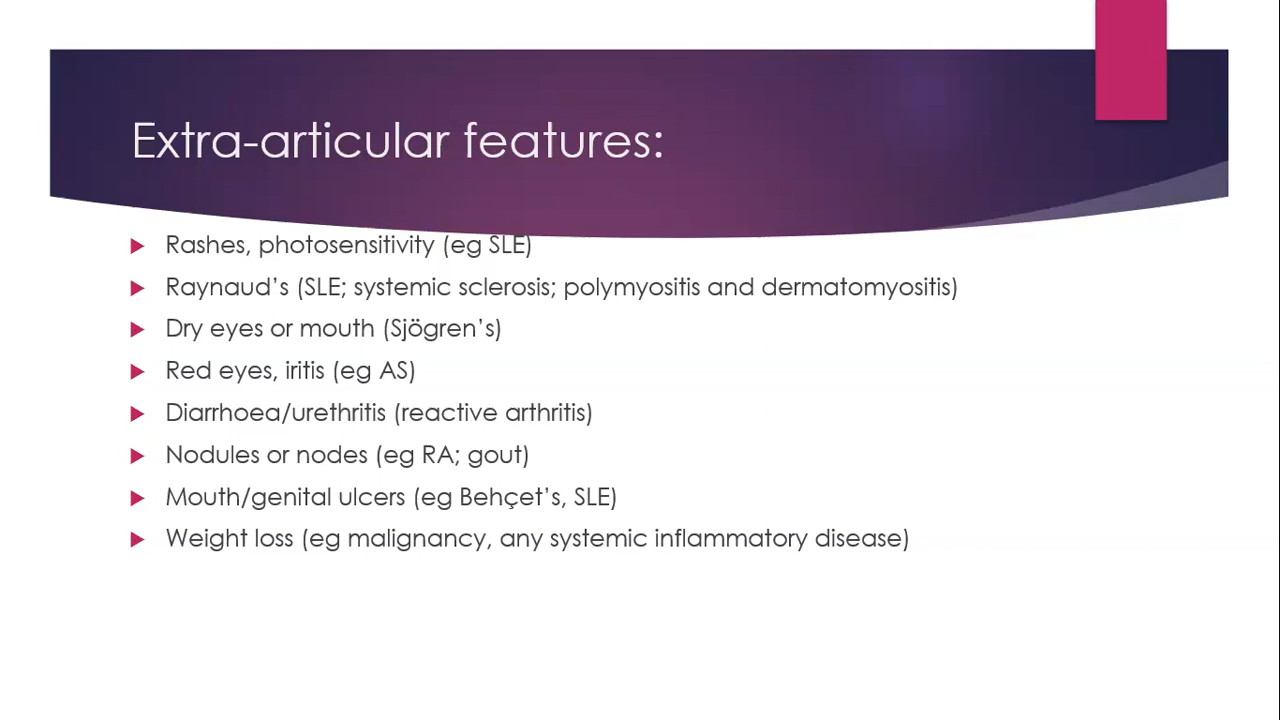 Extra-articular features:
Rashes, photosensitivity (eg SLE)
Raynaud’s (SLE; systemic sclerosis; polymyositis and dermatomyositis)
Dry eyes or mouth (Sjögren’s)
Red eyes, iritis (eg AS)
Diarrhoea/urethritis (reactive arthritis)
Nodules or nodes (eg RA; gout)
Mouth/genital ulcers (eg Behçet’s, SLE)
Weight loss (eg malignancy, any systemic inflammatory disease)